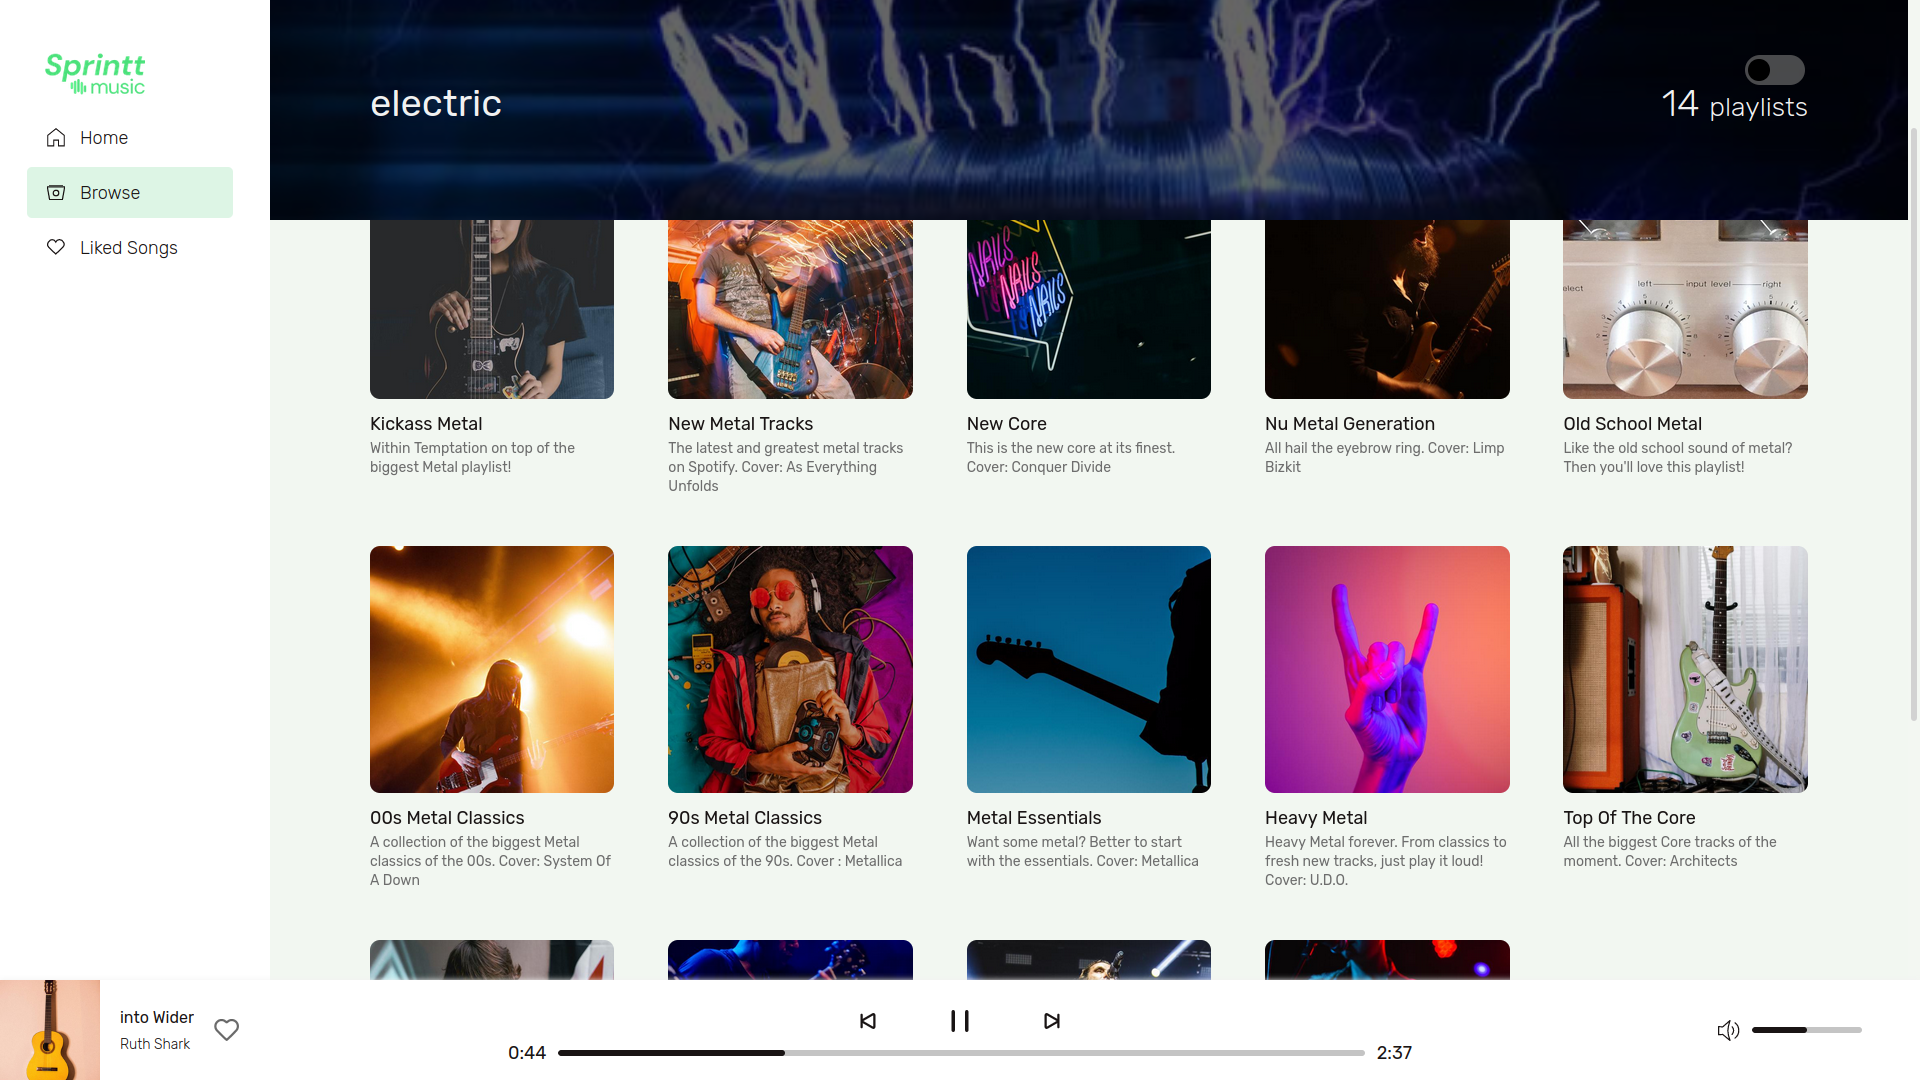 Sprintt
music
Home
Browse
Liked Songs
electric
14 playlists
NAILS
NAILS
NAILS
left
input level
right
Kickass Metal
Within Temptation on top of the
biggest Metal playlist!
New Metal Tracks
The latest and greatest metal tracks
on Spotify. Cover: As Everything
Unfolds
New Core
This is the new core at its finest.
Cover: Conquer Divide
Nu Metal Generation
All hail the eyebrow ring. Cover: Limp
Bizkit
Old School Metal
Like the old school sound of metal?
Then you'll love this playlist!
00s Metal Classics
A collection of the biggest Metal
classics of the 00s. Cover: System Of
A Down
90s Metal Classics
A collection of the biggest Metal
classics of the 90s. Cover : Metallica
Metal Essentials
Want some metal? Better to start
with the essentials. Cover: Metallica
Heavy Metal
Heavy Metal forever. From classics to
fresh new tracks, just play it loud!
Cover: U.D.O.
Top Of The Core
All the biggest Core tracks of the
moment. Cover: Architects
into Wider
Ruth Shark
0:44
2:37